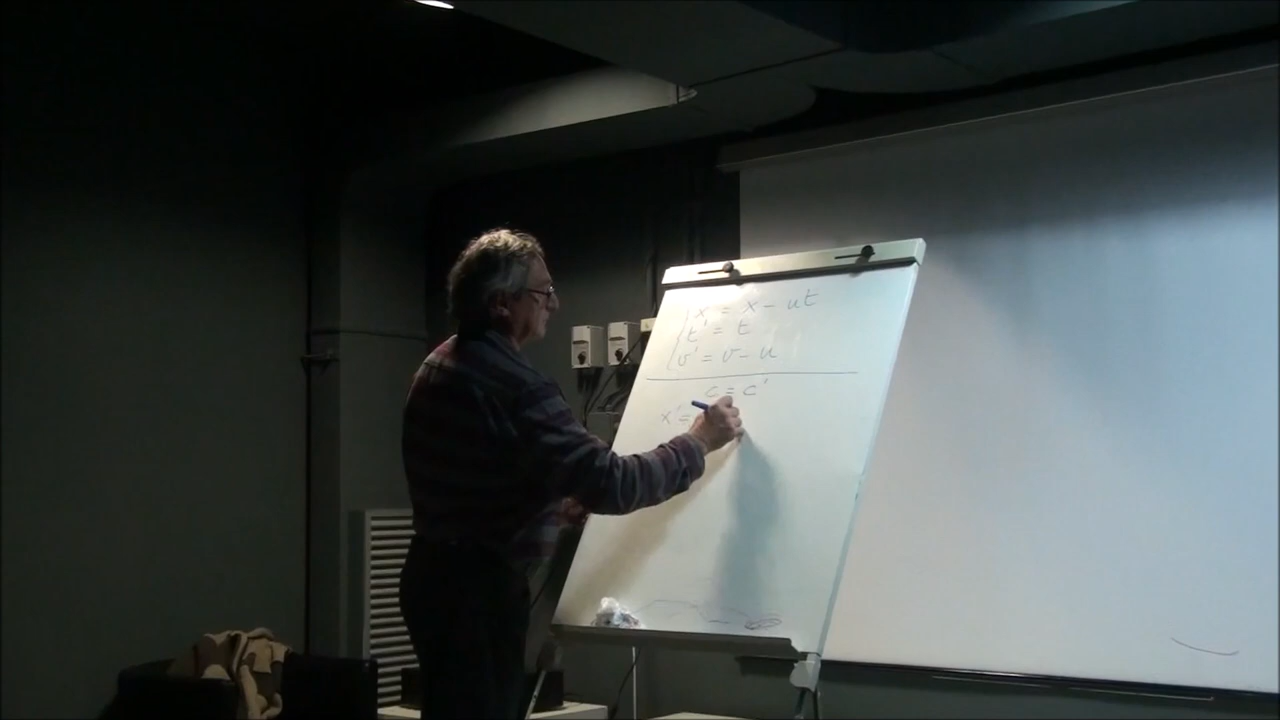 x' = x - ut
t' = t
v' = v - u
c = c'
x' =